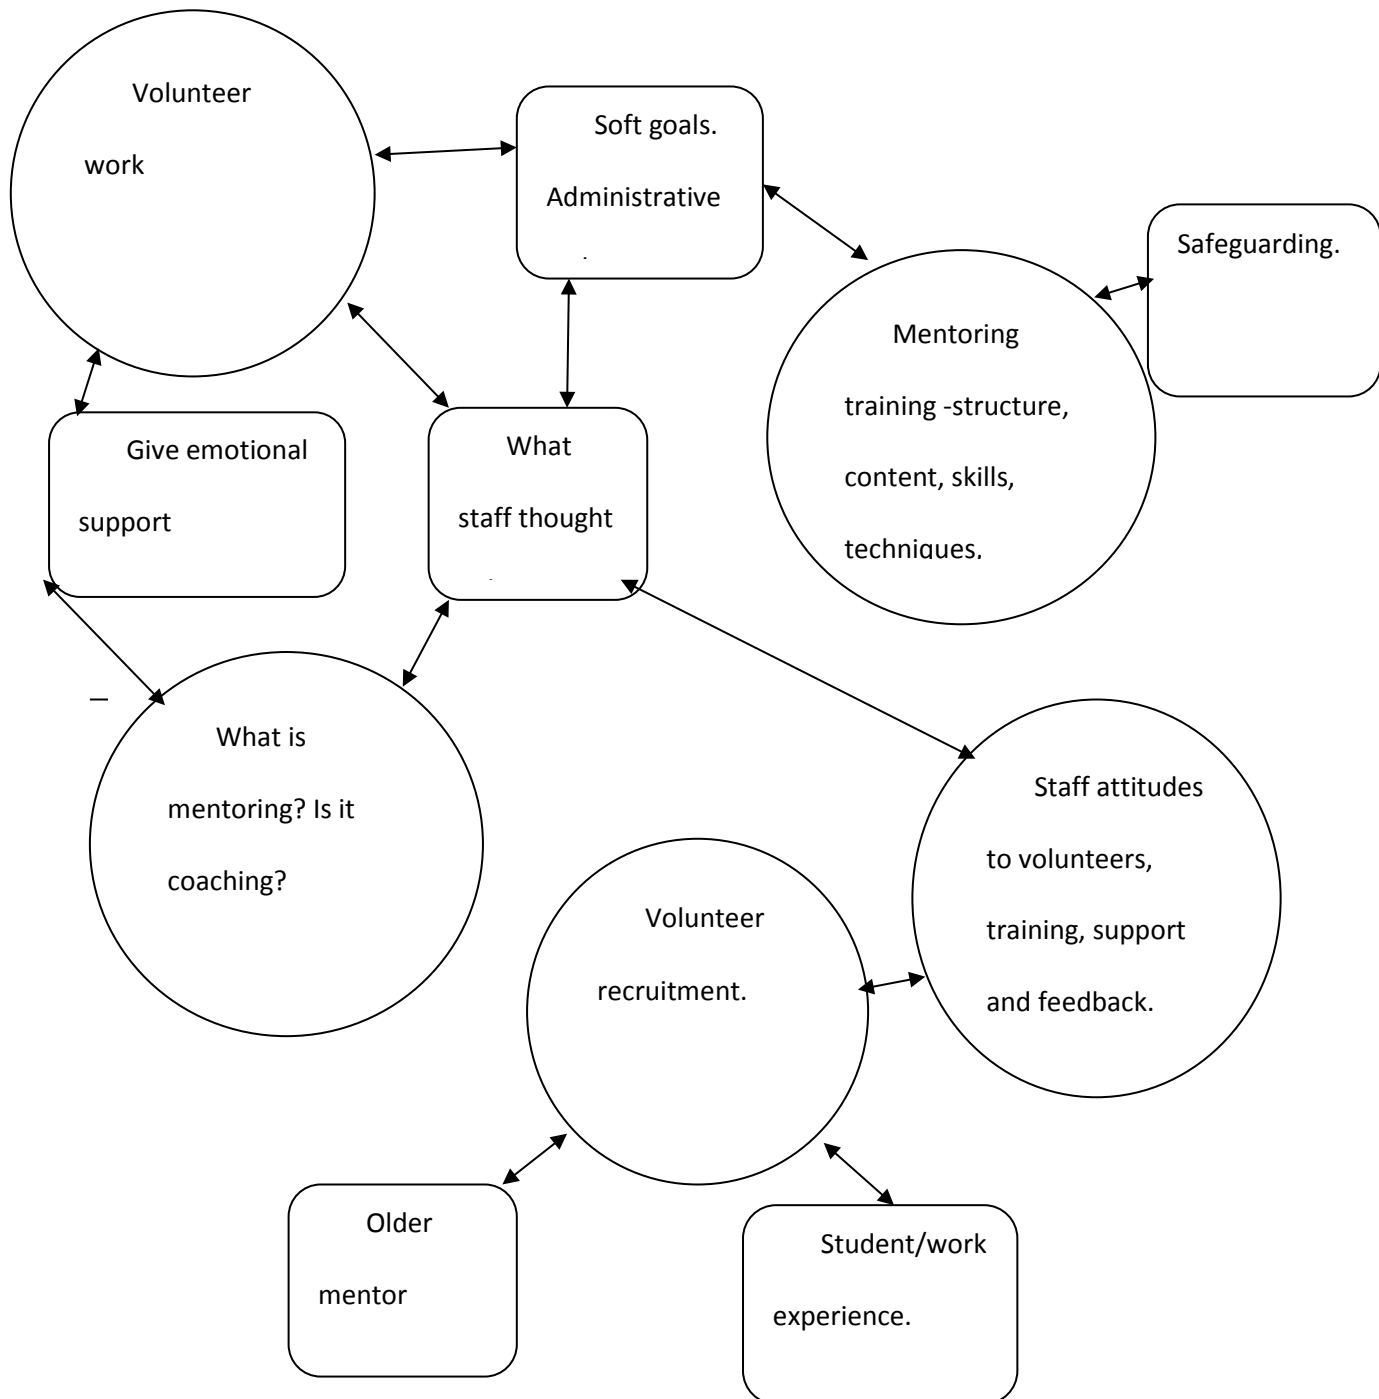 Volunteer
work
Soft goals.
Administrative
Safeguarding.
Mentoring
training -structure,
content, skills,
techniques.
Give emotional
support
What
staff thought
What is
mentoring? Is it
coaching?
Staff attitudes
to volunteers,
training, support
and feedback.
Volunteer
recruitment.
Older
mentor
Student/work
experience.